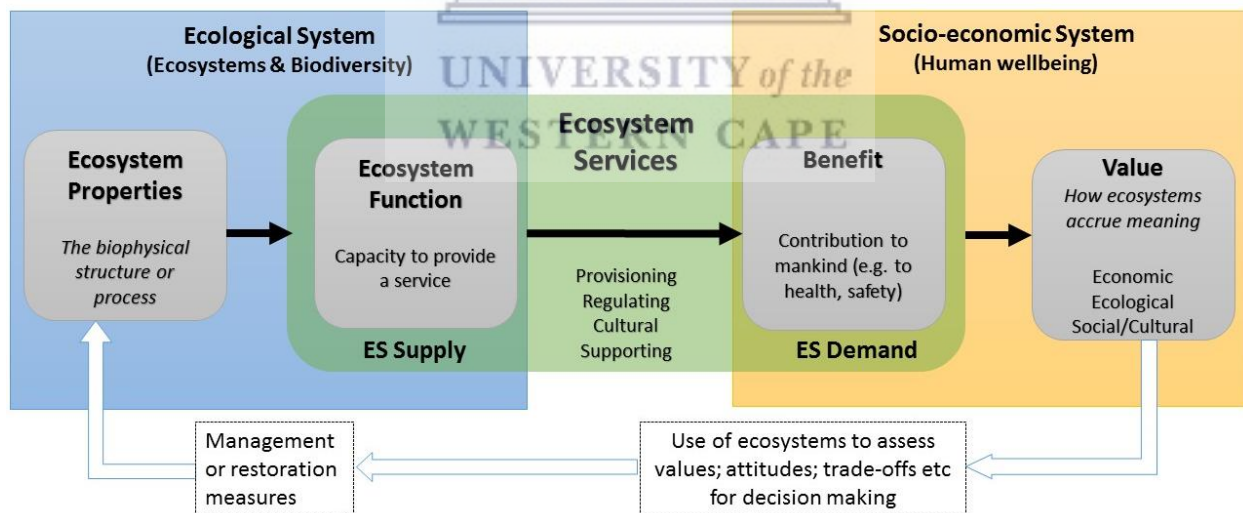 Ecological System
(Ecosystems & Biodiversity)
Socio-economic System
(Human wellbeing)
UNIVERSITY of the
WESTERN CAPE
Ecosystem
Services
Ecosystem
Properties
The biophysical
structure or
process
Ecosystem
Function
Capacity to provide
a service
ES Supply
Provisioning
Regulating
Cultural
Supporting
Benefit
Contribution to
mankind (e.g. to
health, safety)
ES Demand
Value
How ecosystems
accrue meaning
Economic
Ecological
Social/Cultural
Management
or restoration
measures
Use of ecosystems to assess
values; attitudes; trade-offs etc
for decision making